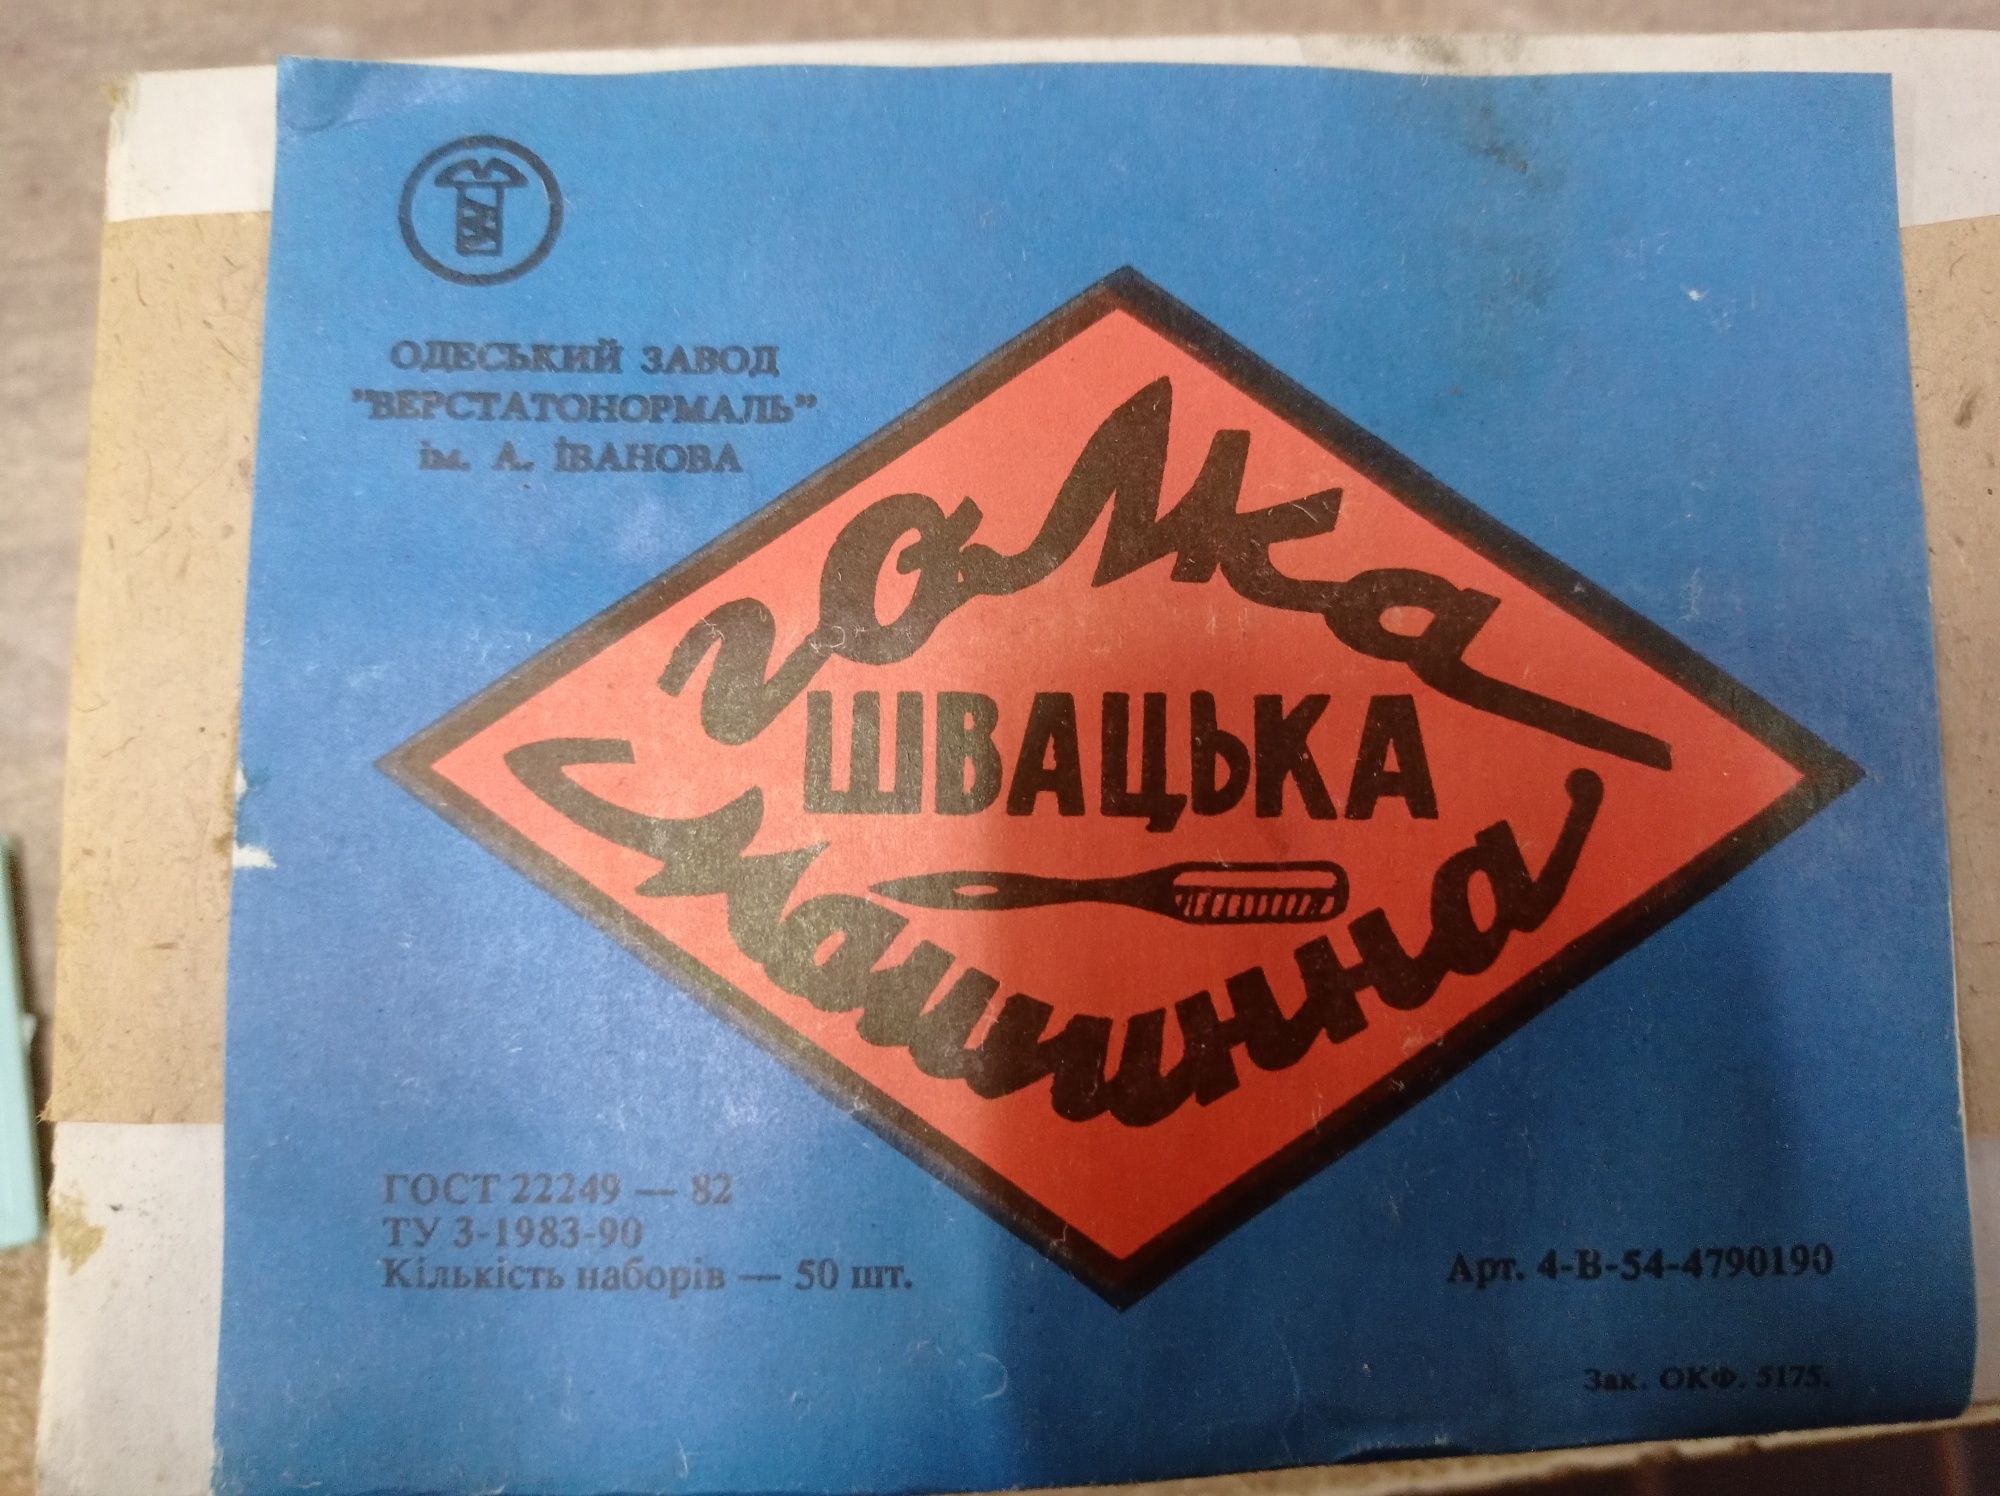 ОДЕСЬКИЙ ЗАВОД
"ВЕРСТАТОНОРМАЛЬ"
ім. А. ІВАНОВА
голка
ШВАЦЬКА
машинна
ГОСТ 22249 — 82
ТУ 3-1983-90
Кількість наборів — 50 шт.
Арт. 4-В-54-4790190
Зак. ОКФ. 5175.